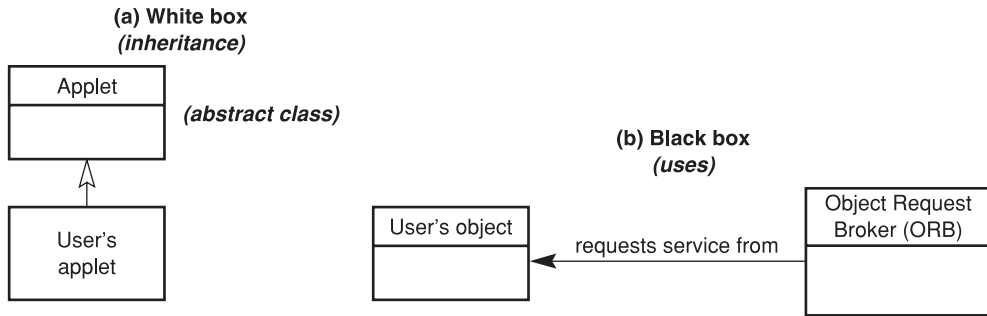 (a) White box
(inheritance)
Applet
(abstract class)
User's
applet
(b) Black box
(uses)
User's object
requests service from
Object Request
Broker (ORB)